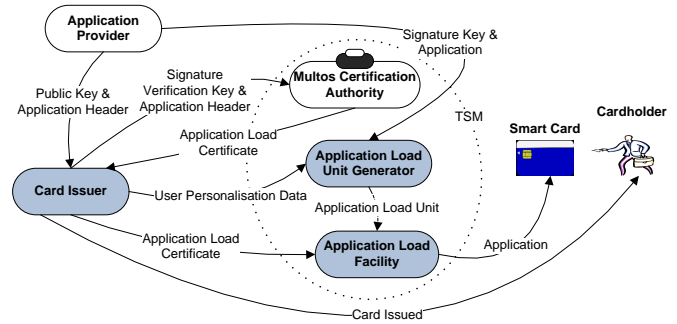 Application
Provider
Signature Key &
Application
Signature
Verification Key &
Application Header
Multos Certification
Authority
Public Key &
Application Header
TSM
Smart Card
Cardholder
Application Load
Certificate
Application Load
Unit Generator
Card Issuer
User Personalisation Data
Application Load Unit
Application Load
Certificate
Application Load
Facility
Application
Card Issued